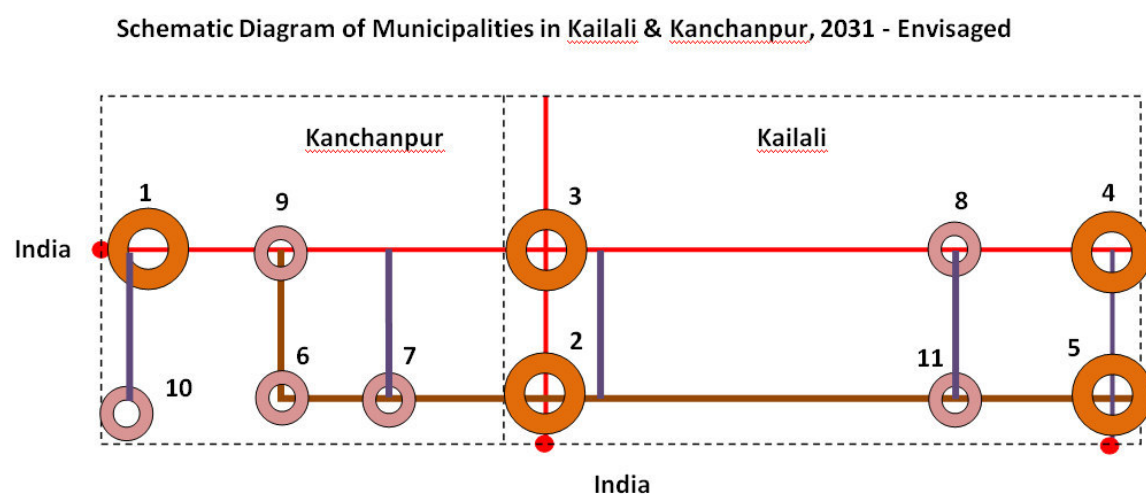 Schematic Diagram of Municipalities in Kailali & Kanchanpur, 2031 - Envisaged
Kanchanpur
Kailali
1
9
3
8
4
India
6
7
2
11
5
10
India